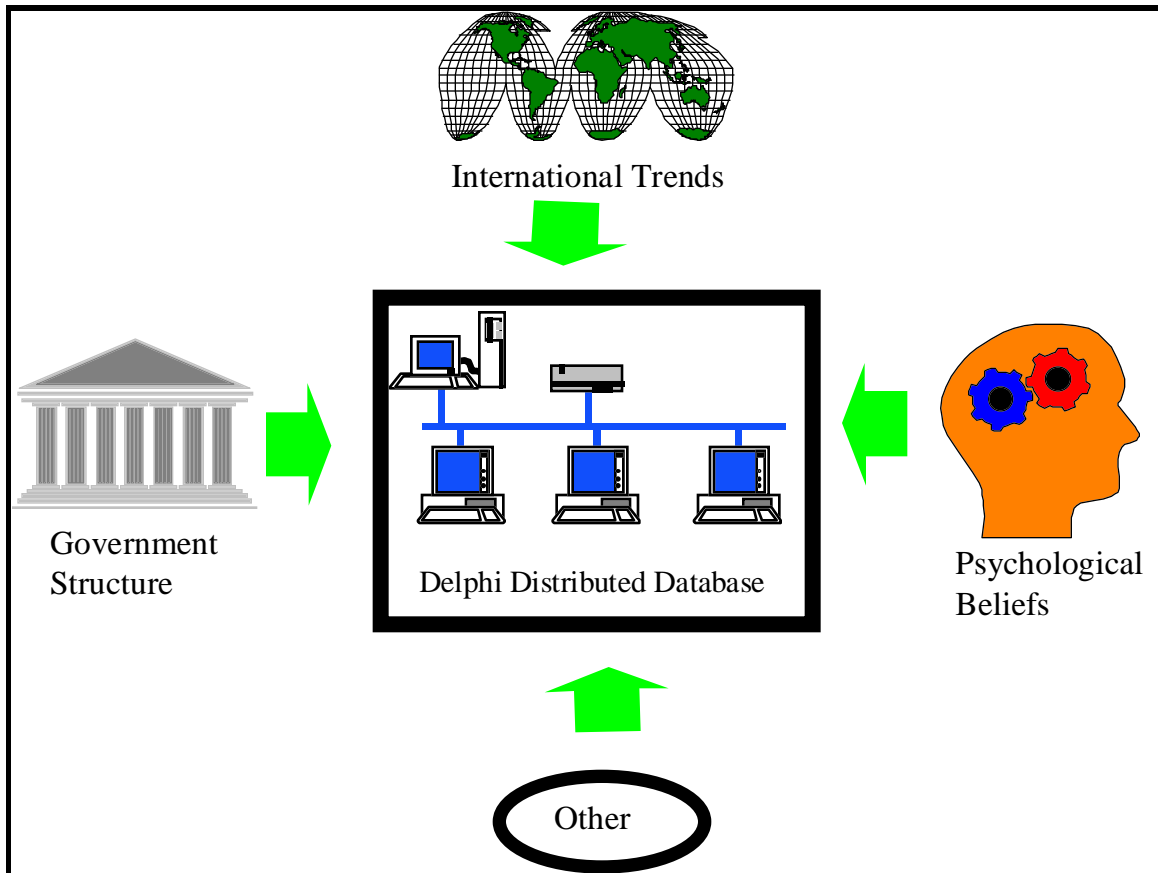 International Trends
Government
Structure
Delphi Distributed Database
Psychological
Beliefs
Other